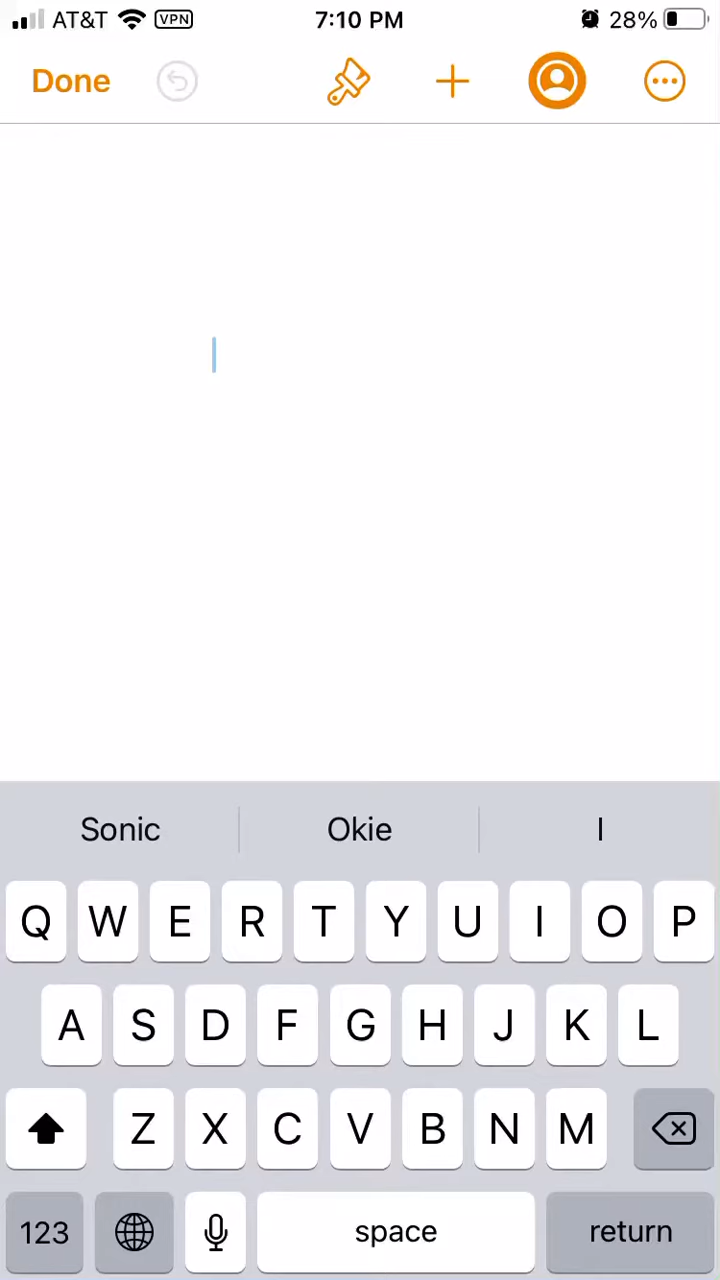 AT&T VPN 7:10 PM 28%
Done
Sonic Okie I
Q W E R T Y U I O P
A S D F G H J K L
Z X C V B N M
123 space return